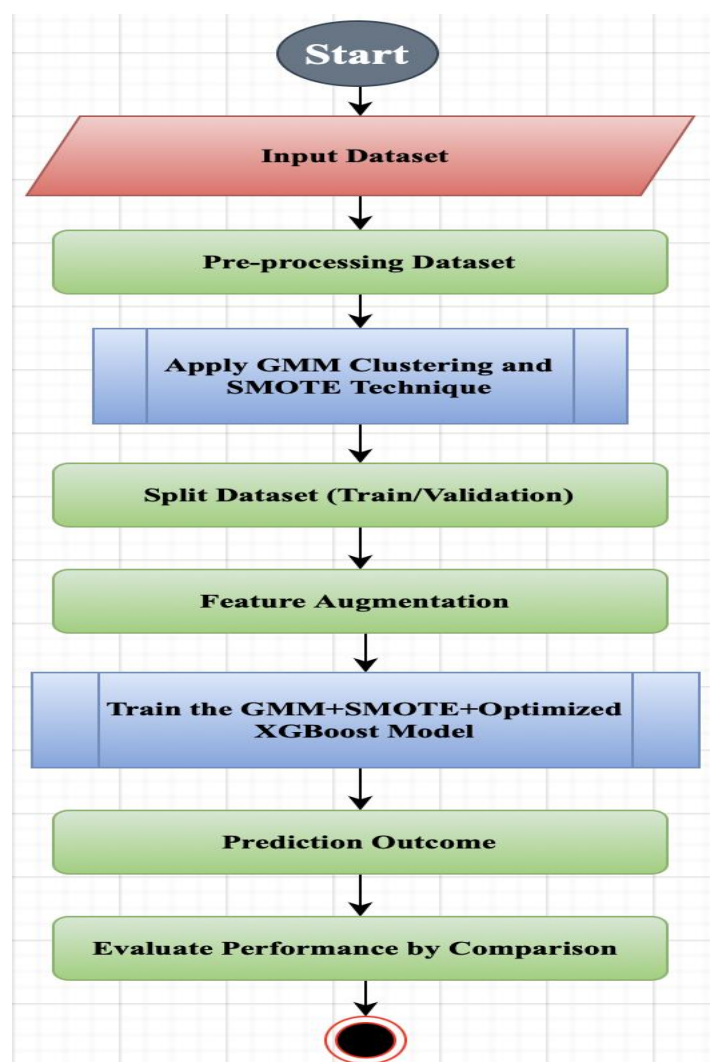 Start
Input Dataset
Pre-processing Dataset
Apply GMM Clustering and
SMOTE Technique
Split Dataset (Train/Validation)
Feature Augmentation
Train the GMM+SMOTE+Optimized
XGBoost Model
Prediction Outcome
Evaluate Performance by Comparison